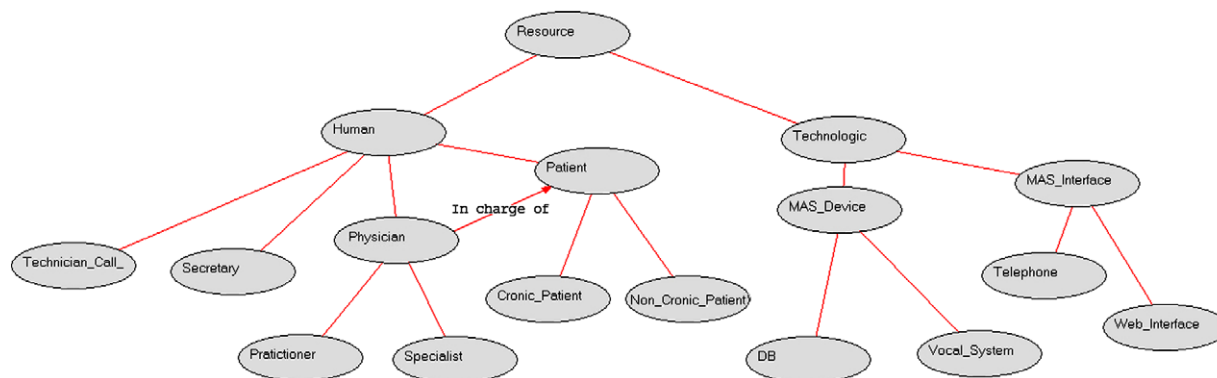 Resource
Human
Technologic
Patient
MAS_Interface
In charge of
MAS_Device
Physician
Technician_Call_
Secretary
Telephone
Cronic_Patient
Non_Cronic_Patient
Web_Interface
Pratictioner
Specialist
DB
Vocal_System